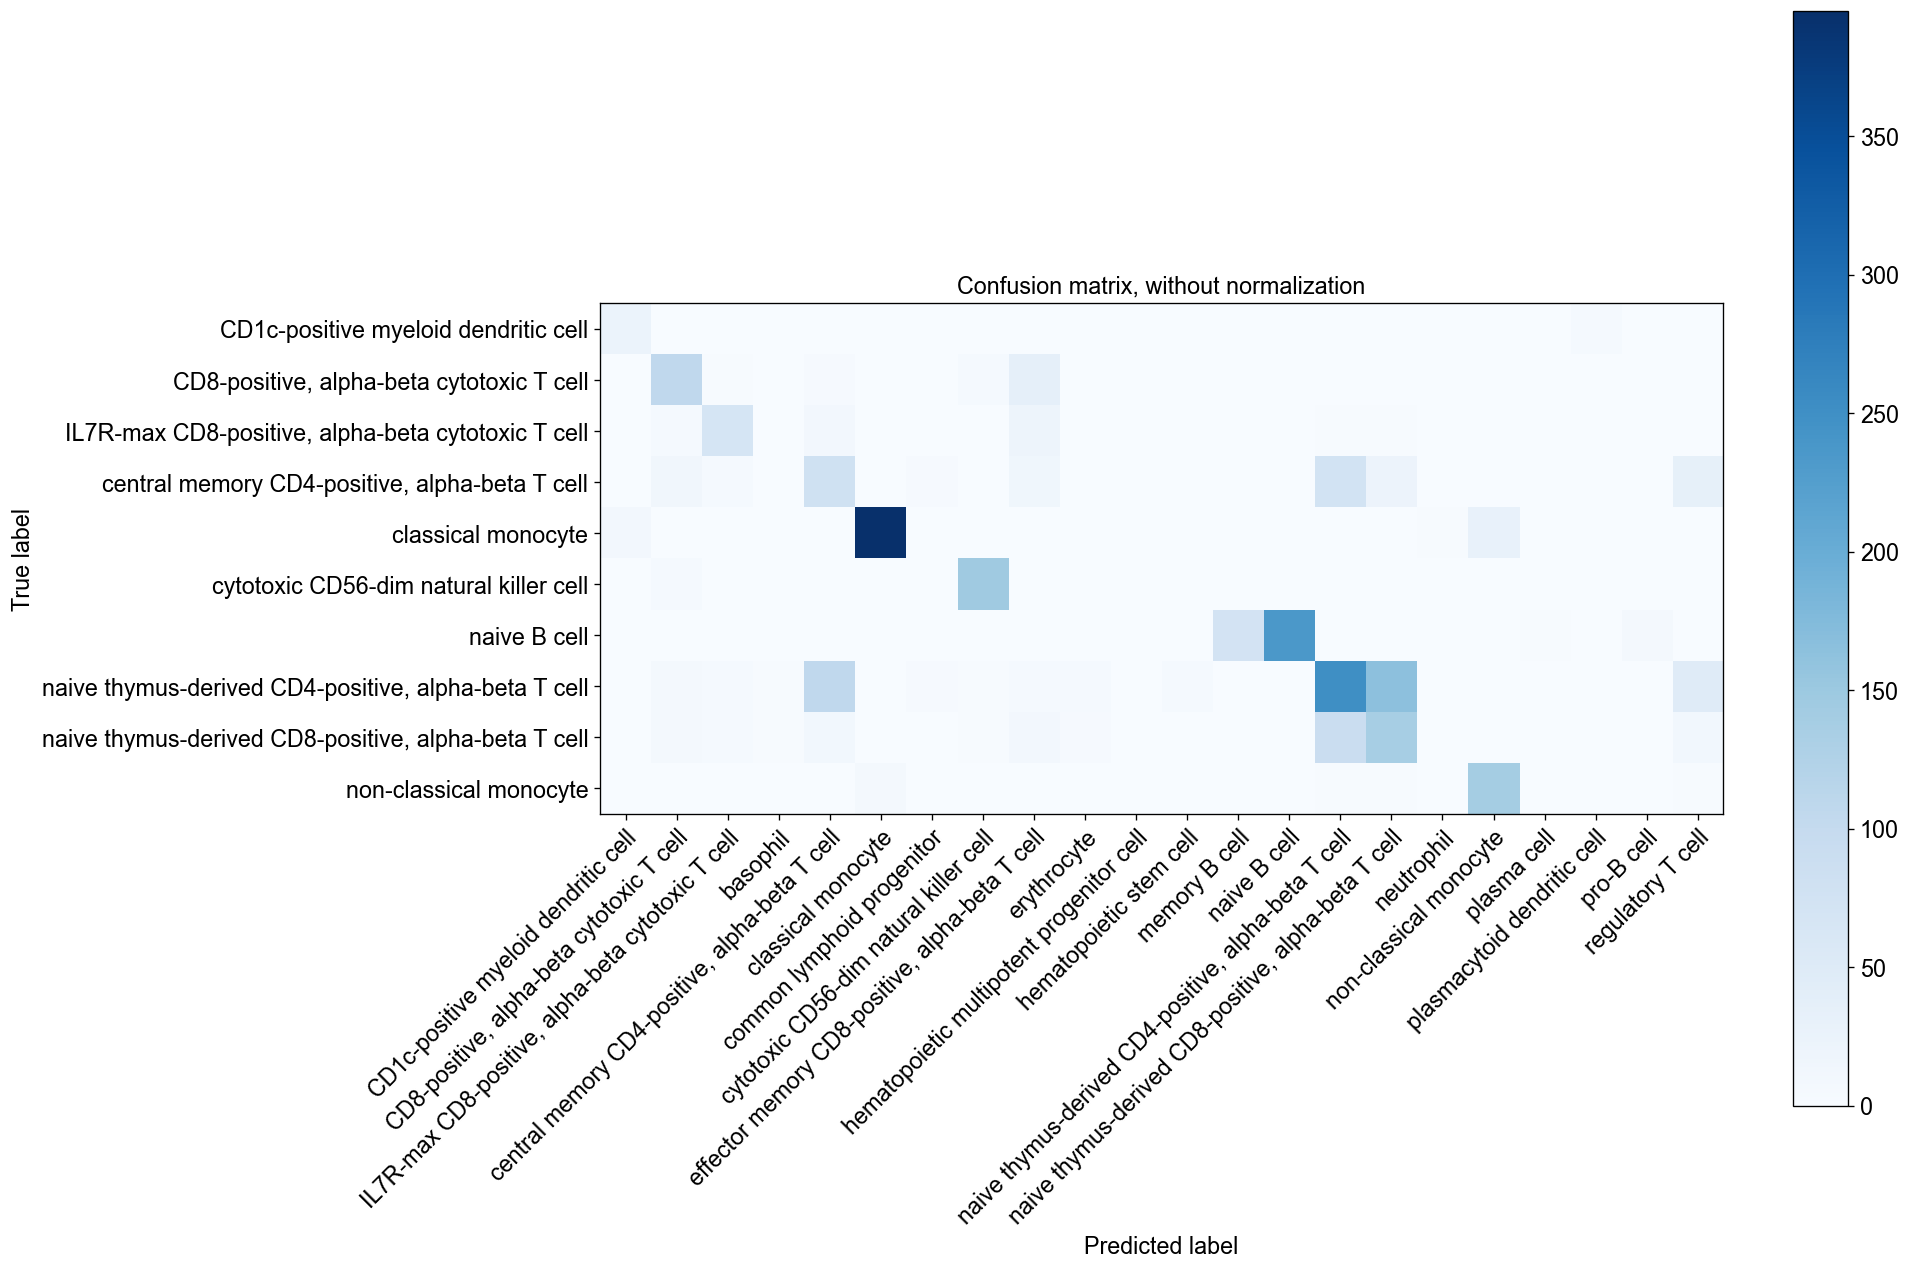 Confusion matrix, without normalization
True label
CD1c-positive myeloid dendritic cell
CD8-positive, alpha-beta cytotoxic T cell
IL7R-max CD8-positive, alpha-beta cytotoxic T cell
central memory CD4-positive, alpha-beta T cell
classical monocyte
cytotoxic CD56-dim natural killer cell
naive B cell
naive thymus-derived CD4-positive, alpha-beta T cell
naive thymus-derived CD8-positive, alpha-beta T cell
non-classical monocyte
CD1c-positive myeloid dendritic cell
CD8-positive, alpha-beta cytotoxic T cell
IL7R-max CD8-positive, alpha-beta cytotoxic T cell
basophil
central memory CD4-positive, alpha-beta T cell
classical monocyte
common lymphoid progenitor
cytotoxic CD56-dim natural killer cell
effector memory CD8-positive, alpha-beta T cell
erythrocyte
hematopoietic multipotent progenitor cell
hematopoietic stem cell
memory B cell
naive B cell
naive thymus-derived CD4-positive, alpha-beta T cell
naive thymus-derived CD8-positive, alpha-beta T cell
neutrophil
non-classical monocyte
plasma cell
plasmacytoid dendritic cell
pro-B cell
regulatory T cell
Predicted label
350
300
250
200
150
100
50
0